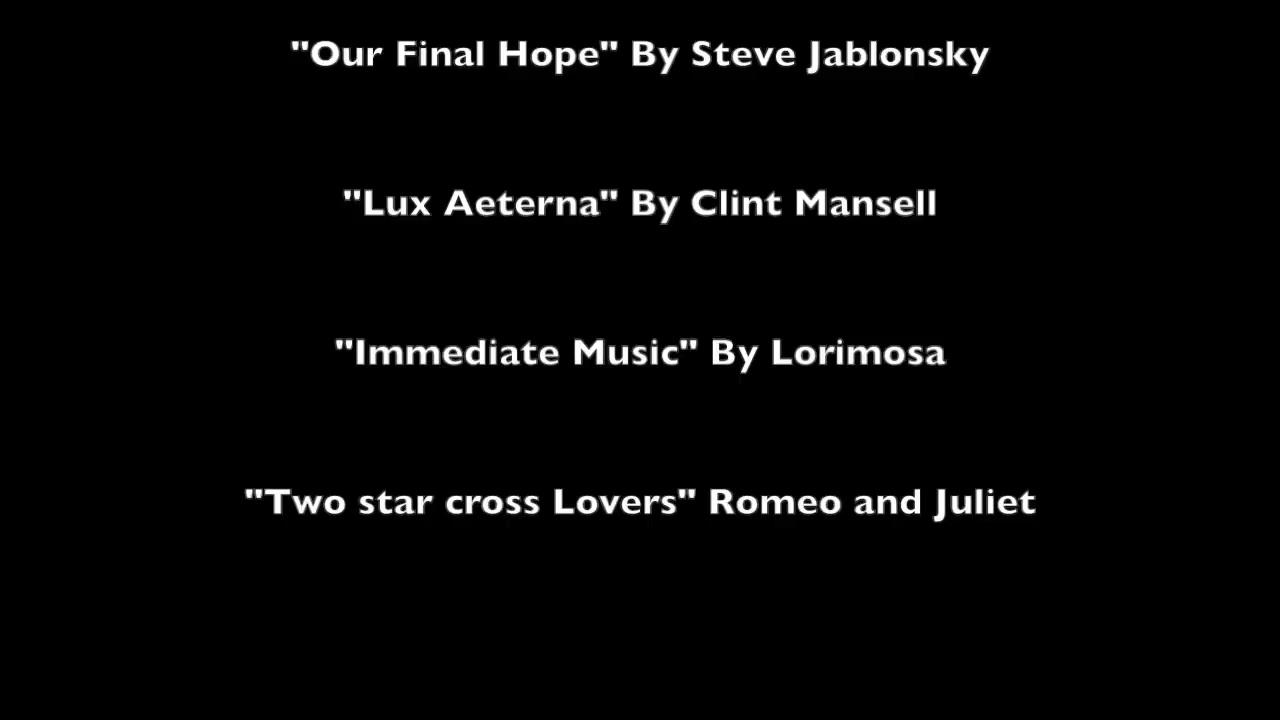 "Our Final Hope" By Steve Jablonsky
"Lux Aeterna" By Clint Mansell
"Immediate Music" By Lorimosa
"Two star cross Lovers" Romeo and Juliet